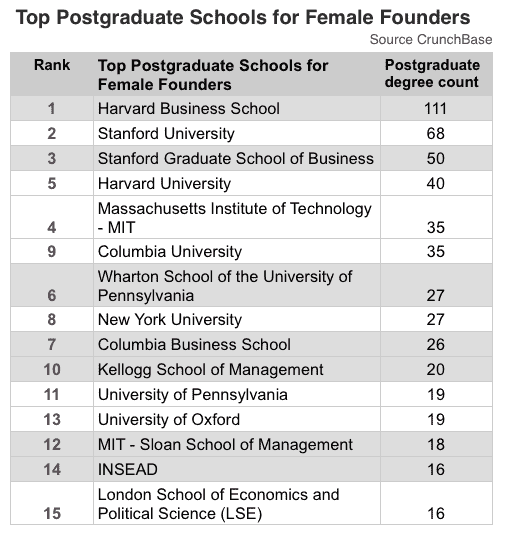 Top Postgraduate Schools for Female Founders
Source CrunchBase
Rank Top Postgraduate Schools for Postgraduate
Female Founders degree count
1 Harvard Business School 111
2 Stanford University 68
3 Stanford Graduate School of Business 50
5 Harvard University 40
Massachusetts Institute of Technology
4 - MIT 35
9 Columbia University 35
Wharton School of the University of
6 Pennsylvania 27
8 New York University 27
7 Columbia Business School 26
10 Kellogg School of Management 20
11 University of Pennsylvania 19
13 University of Oxford 19
12 MIT - Sloan School of Management 18
14 INSEAD 16
London School of Economics and
15 Political Science (LSE) 16